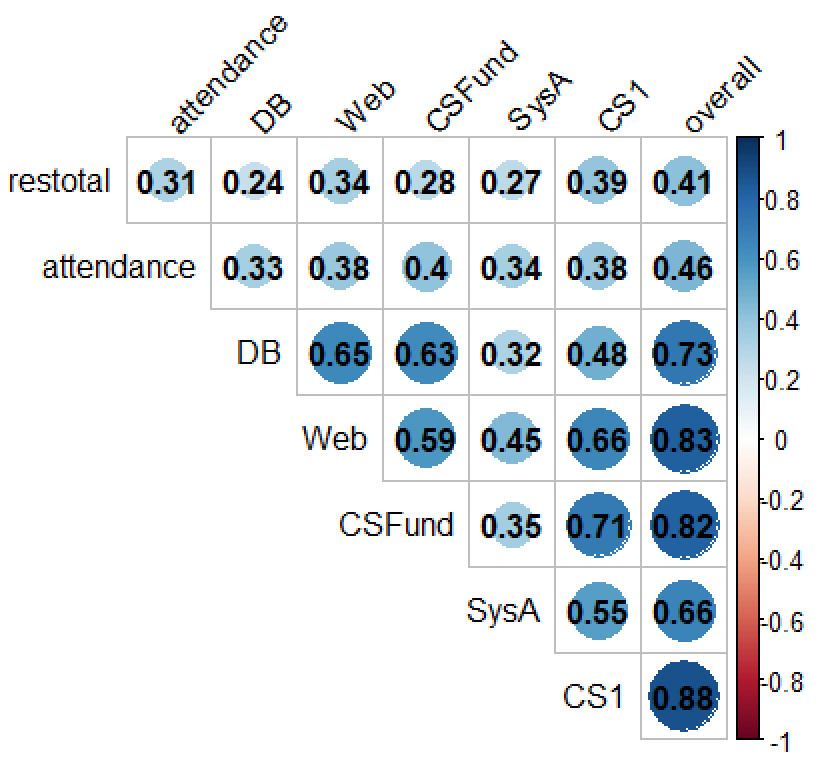 attendance DB Web CSFund SysA CS1 overall
restotal 0.31 0.24 0.34 0.28 0.27 0.39 0.41
attendance 0.33 0.38 0.4 0.34 0.38 0.46
DB 0.65 0.63 0.32 0.48 0.73
Web 0.59 0.45 0.66 0.83
CSFund 0.35 0.71 0.82
SysA 0.55 0.66
CS1 0.88
1
0.8
0.6
0.4
0.2
0
-0.2
-0.4
-0.6
-0.8
-1